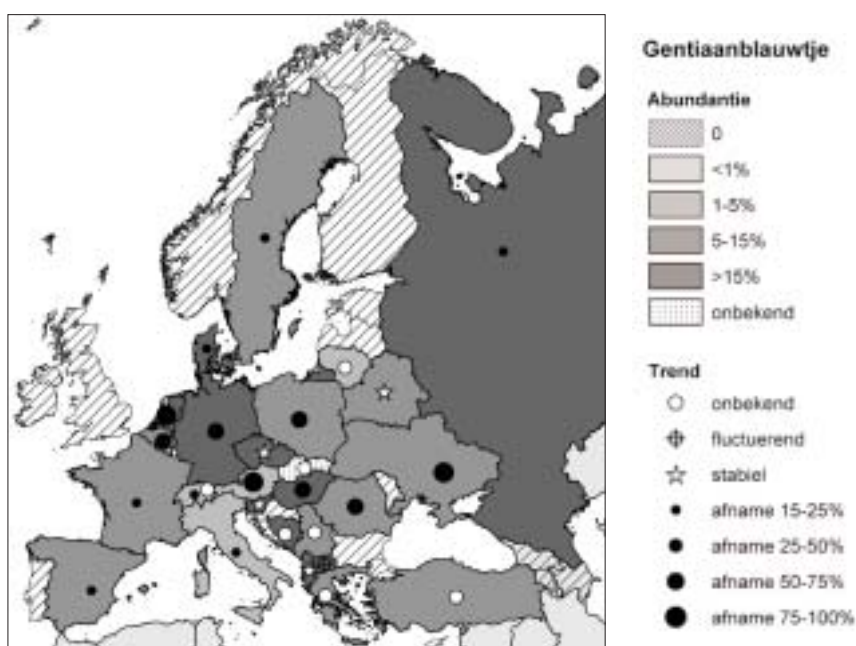 Gentiaanblauwtje
Abundantie
0
<1%
1-5%
5-15%
>15%
onbekend
Trend
onbekend
fluctuerend
stabiel
afname 15-25%
afname 25-50%
afname 50-75%
afname 75-100%